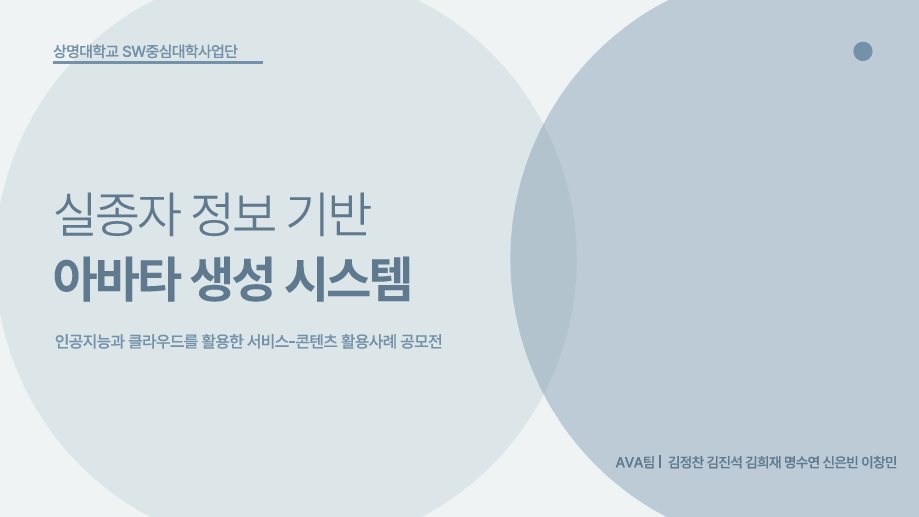 상명대학교 SW중심대학사업단
실종자 정보 기반
아바타 생성 시스템
인공지능과 클라우드를 활용한 서비스-콘텐츠 활용사례 공모전
AVA팀 | 김정찬 김진석 김희재 명수연 신은빈 이창민